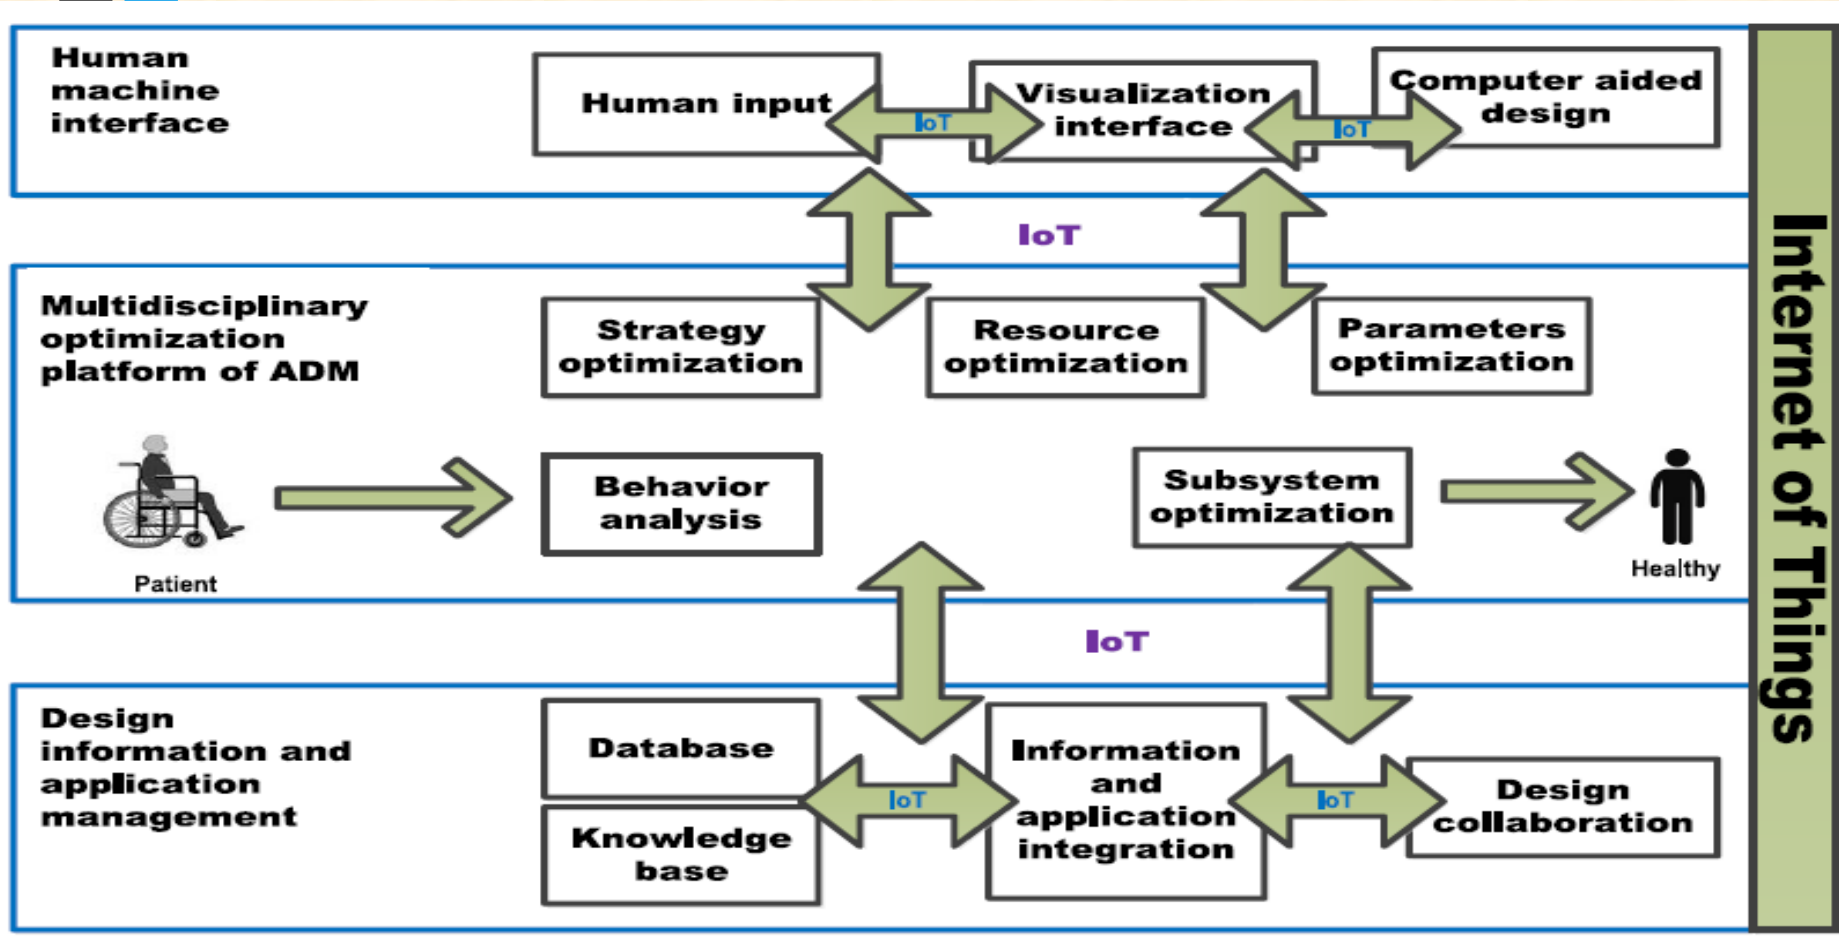 Human
machine
interface
Human input
IoT
Visualization
interface
IoT
Computer aided
design
IoT
Multidisciplinary
optimization
platform of ADM
Strategy
optimization
Resource
optimization
Parameters
optimization
Patient
Behavior
analysis
Subsystem
optimization
Healthy
IoT
Design
information and
application
management
Database
Knowledge
base
IoT
Information
and
application
integration
IoT
Design
collaboration
Internet of Things